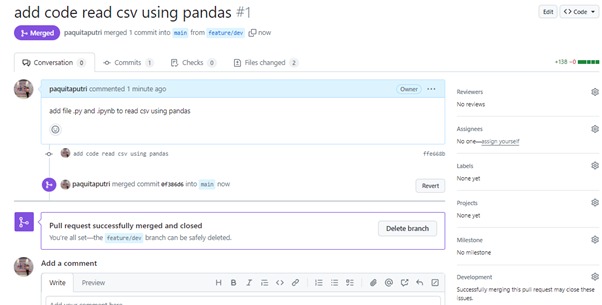 add code read csv using pandas #1
Edit
Code
Merged
paquitaputri merged 1 commit into main from feature/dev now
Conversation 0
Commits 1
Checks 0
Files changed 2
+138 −0
paquitaputri commented 1 minute ago
Owner
add file .py and .ipynb to read csv using pandas
add code read csv using pandas
paquitaputri merged commit into main now
Revert
Pull request successfully merged and closed
You're all set—the feature/dev branch can be safely deleted.
Delete branch
Add a comment
Write
Preview
H B I
Add your comment here
Reviewers
No reviews
Assignees
No one—assign yourself
Labels
None yet
Projects
None yet
Milestone
No milestone
Development
Successfully merging this pull request may close these
issues.